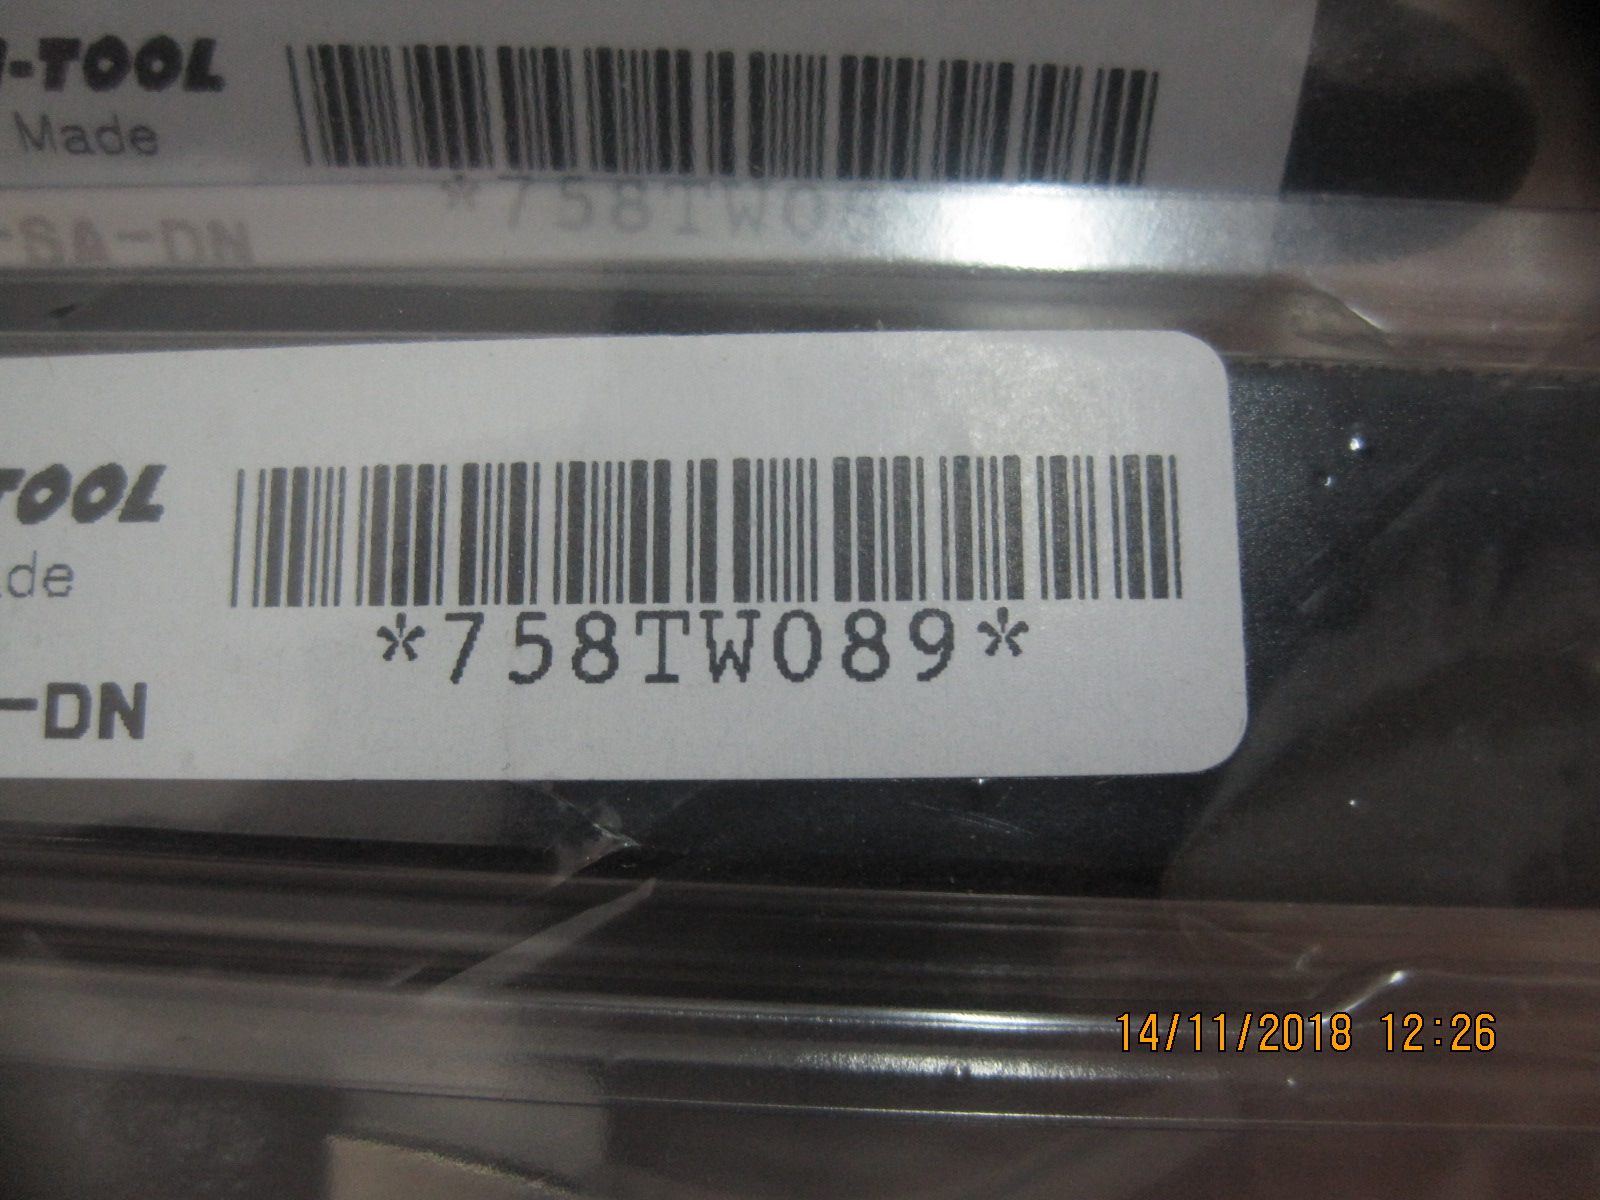 -TOOL
Made
*758TW08
-SA-DN
TOOL
de
*758TW089*
-DN
14/11/2018 12:26